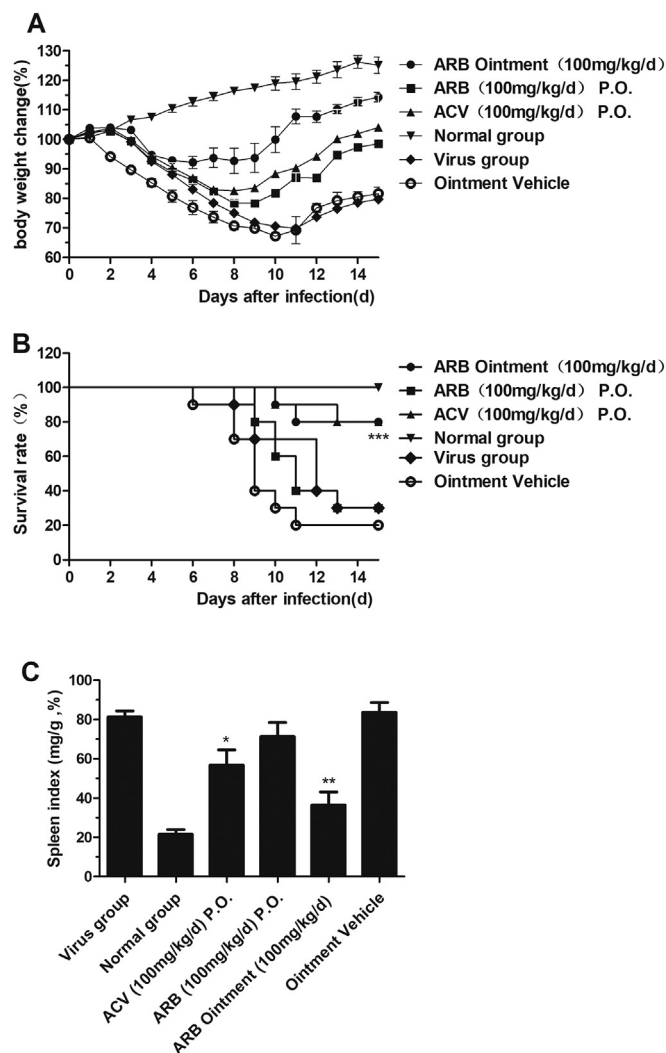 A
body weight change(%)
130
120
110
100
90
80
70
60
0 2 4 6 8 10 12 14
Days after infection(d)
ARB Ointment（100mg/kg/d)
ARB（100mg/kg/d） P.O.
ACV（100mg/kg/d） P.O.
Normal group
Virus group
Ointment Vehicle
B
Survival rate（%）
120
100
80
60
40
20
0
0 2 4 6 8 10 12 14
Days after infection(d)
***
ARB Ointment（100mg/kg/d)
ARB（100mg/kg/d） P.O.
ACV（100mg/kg/d） P.O.
Normal group
Virus group
Ointment Vehicle
C
Spleen index (mg/g ,%)
100
80
60
40
20
0
*
**
Virus group
Normal group
ACV (100mg/kg/d) P.O.
ARB (100mg/kg/d) P.O.
ARB Ointment (100mg/kg/d)
Ointment Vehicle